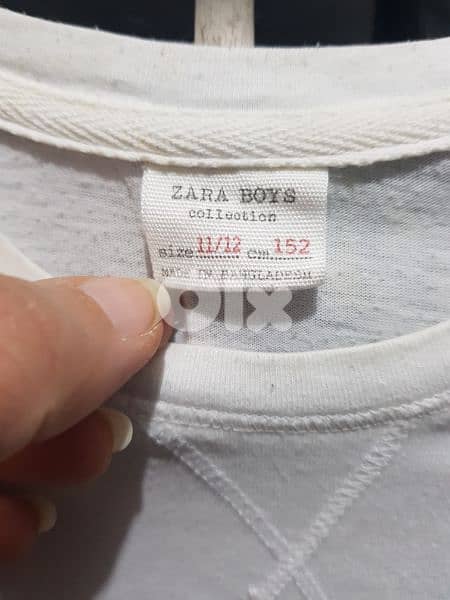 ZARA BOYS
collection
size 11/12 cm 152
MADE IN BANGLADESH
olx